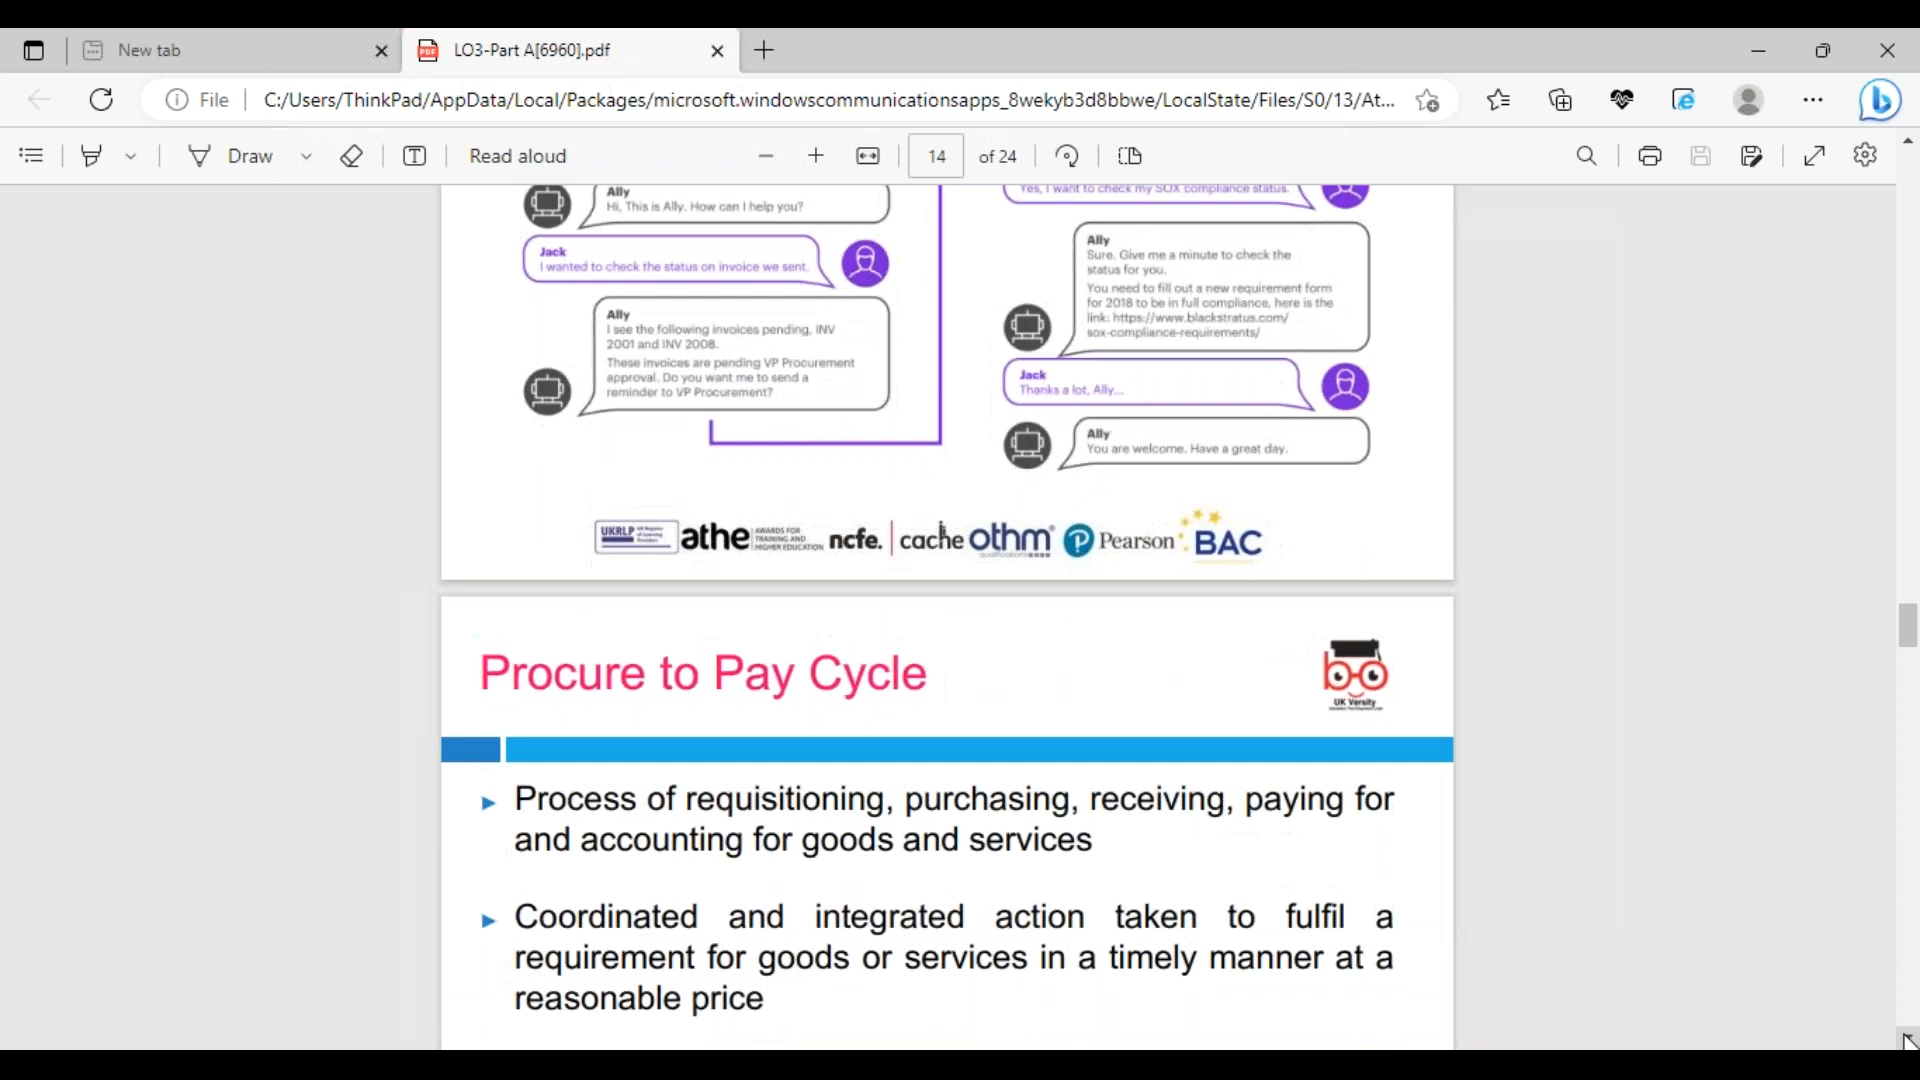 New tab
LO3-Part A[6960].pdf
File
C:/Users/ThinkPad/AppData/Local/Packages/microsoft.windowscommunicationsapps_8wekyb3d8bbwe/LocalState/Files/S0/13/At...
Draw
Read aloud
14
of 24
Ally
Hi, This is Ally. How can I help you?
Jack
I wanted to check the status on invoice we sent.
Ally
I see the following invoices pending, INV
2001 and INV 2008.
These invoices are pending VP Procurement
approval. Do you want me to send a
reminder to VP Procurement?
Yes, I want to check my SOX compliance status.
Ally
Sure. Give me a minute to check the
status for you.
You need to fill out a new requirement form
for 2018 to be in full compliance, here is the
link: https://www.blackstratus.com/
sox-compliance-requirements/
Jack
Thanks a lot, Ally...
Ally
You are welcome. Have a great day.
UKRLP
athe AWARDS FOR
TRAINING AND
HIGHER EDUCATION
ncfe.
cache
othm
qualifications
Pearson
BAC
Procure to Pay Cycle
UK Versity
Process of requisitioning, purchasing, receiving, paying for
and accounting for goods and services
Coordinated and integrated action taken to fulfil a
requirement for goods or services in a timely manner at a
reasonable price